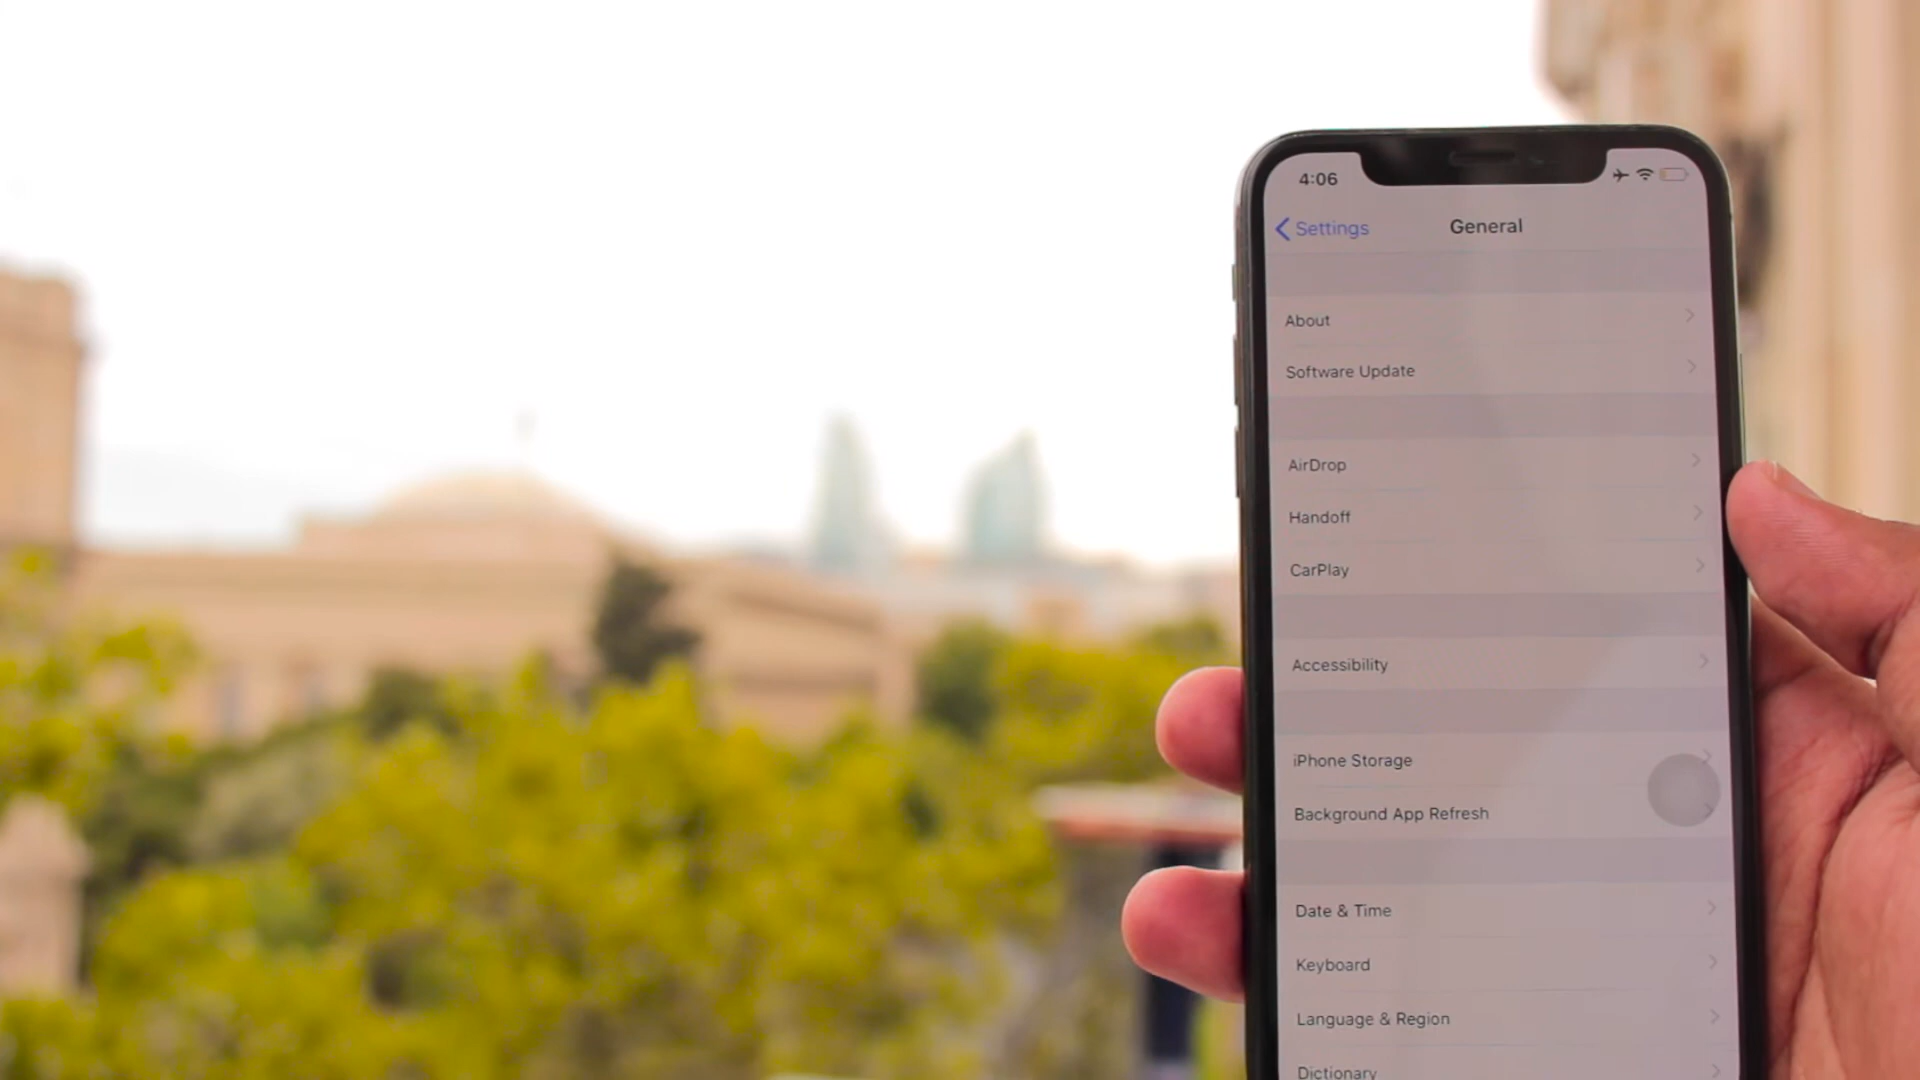 4:06
Settings
General
About
Software Update
AirDrop
Handoff
CarPlay
Accessibility
iPhone Storage
Background App Refresh
Date & Time
Keyboard
Language & Region
Dictionary